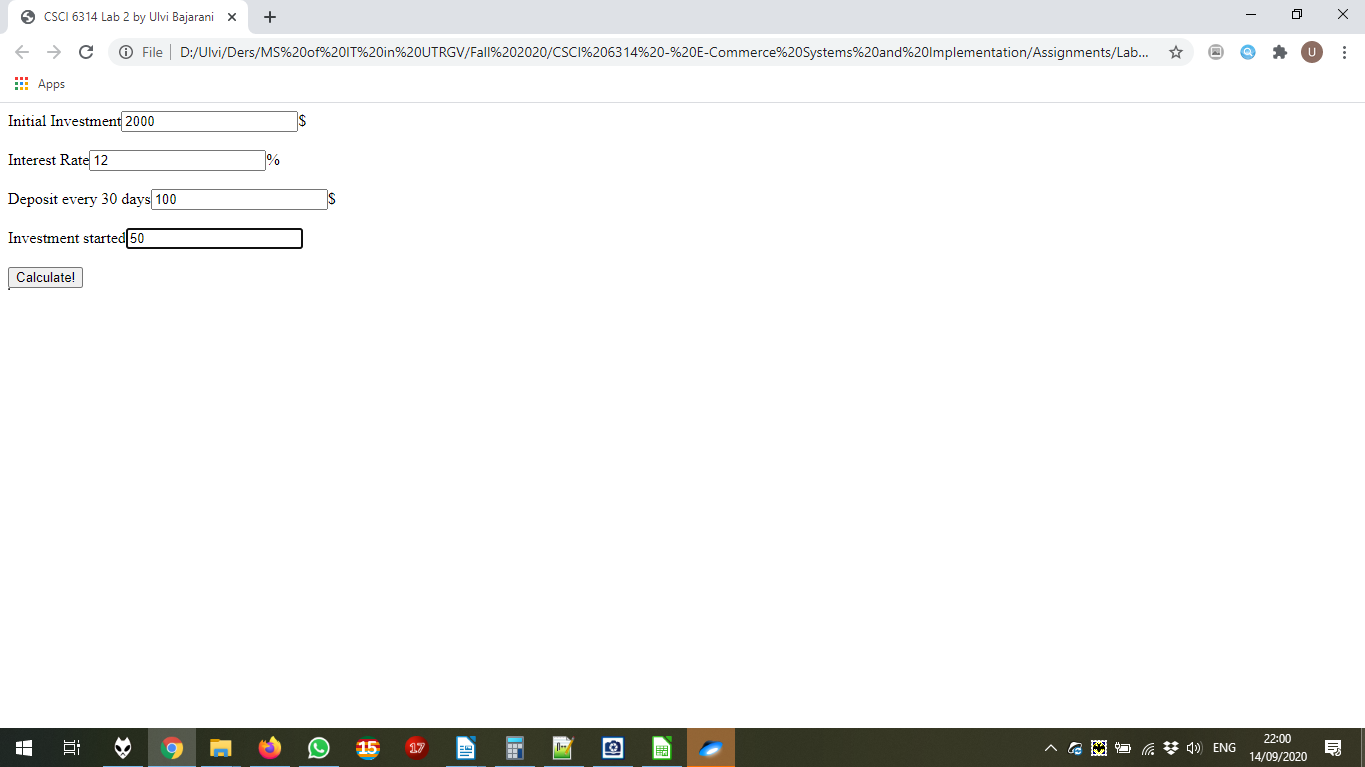 CSCI 6314 Lab 2 by Ulvi Bajarani
File D:/Ulvi/Ders/MS%20of%20IT%20in%20UTRGV/Fall%202020/CSCI%206314%20-%20E-Commerce%20Systems%20and%20Implementation/Assignments/Lab... U
Apps
Initial Investment 2000 $
Interest Rate 12 %
Deposit every 30 days 100 $
Investment started 50
Calculate!
15 17 ENG 22:00
14/09/2020